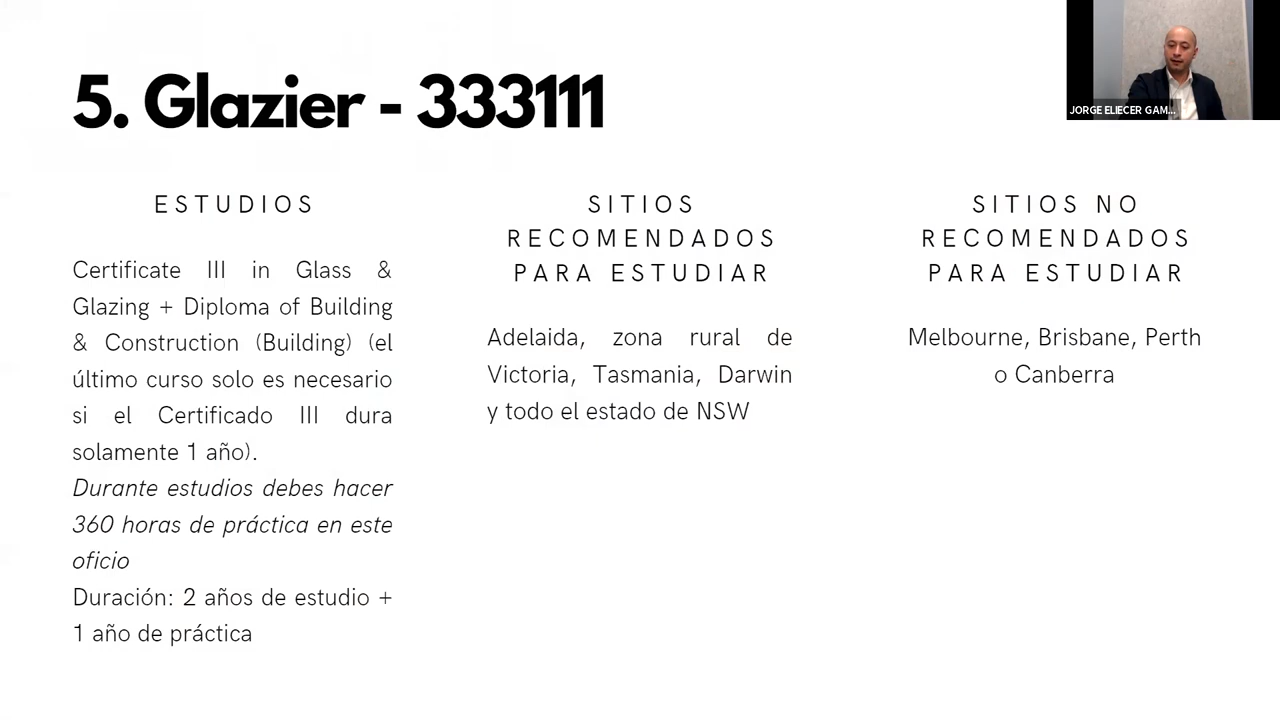 5. Glazier - 333111
JORGE ELIECER GAM...
ESTUDIOS
Certificate III in Glass &
Glazing + Diploma of Building
& Construction (Building) (el
último curso solo es necesario
si el Certificado III dura
solamente 1 año).
Durante estudios debes hacer
360 horas de práctica en este
oficio
Duración: 2 años de estudio +
1 año de práctica
SITIOS
RECOMENDADOS
PARA ESTUDIAR
Adelaida, zona rural de
Victoria, Tasmania, Darwin
y todo el estado de NSW
SITIOS NO
RECOMENDADOS
PARA ESTUDIAR
Melbourne, Brisbane, Perth
o Canberra